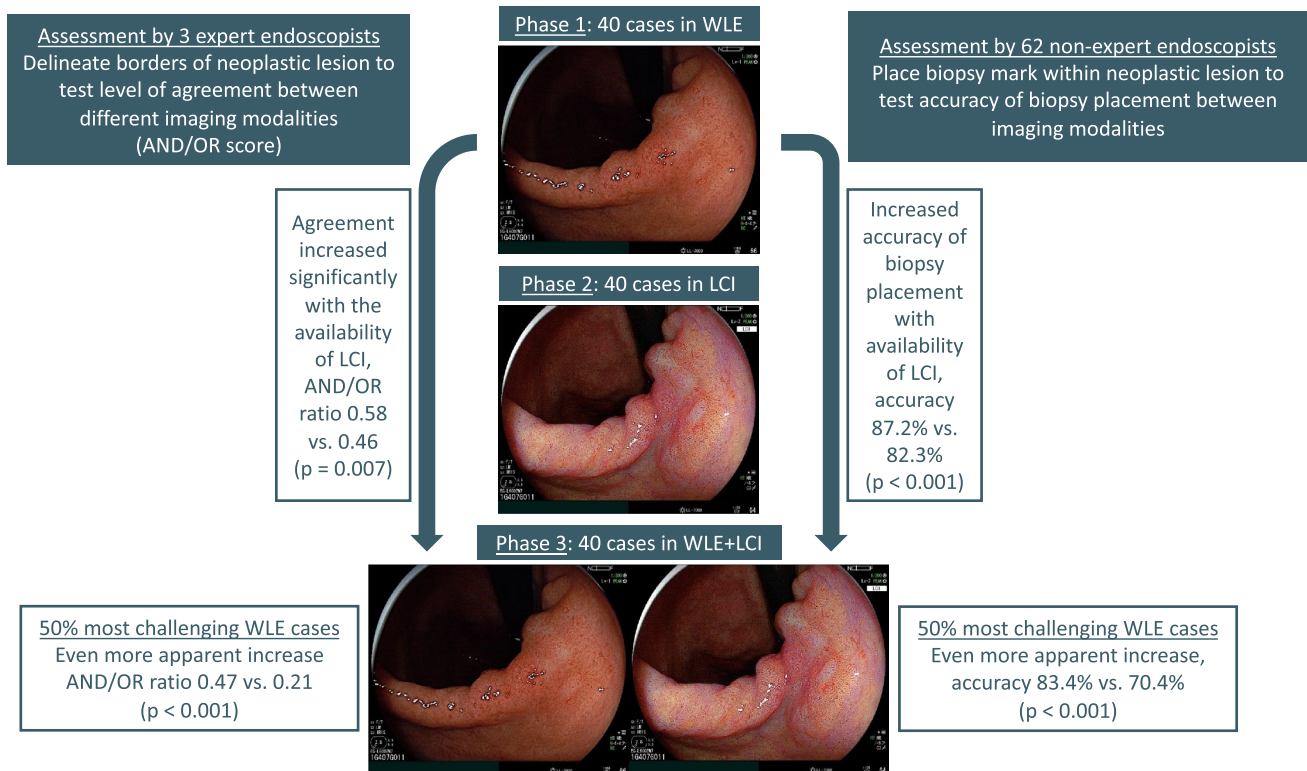 Assessment by 3 expert endoscopists
Delineate borders of neoplastic lesion to
test level of agreement between
different imaging modalities
(AND/OR score)
Phase 1: 40 cases in WLE
Assessment by 62 non-expert endoscopists
Place biopsy mark within neoplastic lesion to
test accuracy of biopsy placement between
imaging modalities
Agreement
increased
significantly
with the
availability
of LCI,
AND/OR
ratio 0.58
vs. 0.46
(p = 0.007)
1G407G011
Phase 2: 40 cases in LCI
LCI
1G407G011
Increased
accuracy of
biopsy
placement
with
availability
of LCI,
accuracy
87.2% vs.
82.3%
(p < 0.001)
Phase 3: 40 cases in WLE+LCI
1G407G011
LCI
1G407G011
50% most challenging WLE cases
Even more apparent increase
AND/OR ratio 0.47 vs. 0.21
(p < 0.001)
50% most challenging WLE cases
Even more apparent increase,
accuracy 83.4% vs. 70.4%
(p < 0.001)